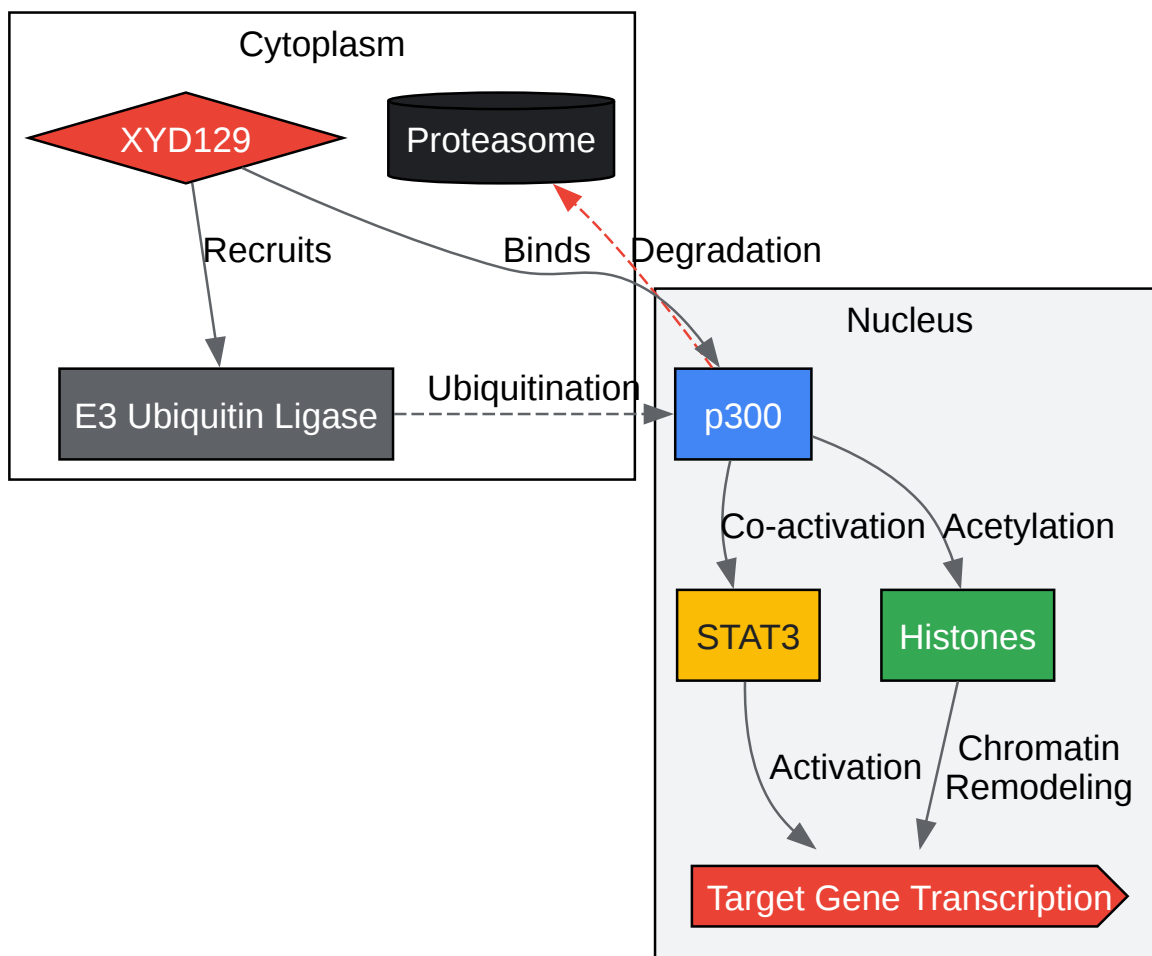 Cytoplasm
XYD129
Proteasome
Recruits
Binds
Degradation
Nucleus
E3 Ubiquitin Ligase
Ubiquitination
p300
Co-activation
Acetylation
STAT3
Histones
Activation
Chromatin
Remodeling
Target Gene Transcription